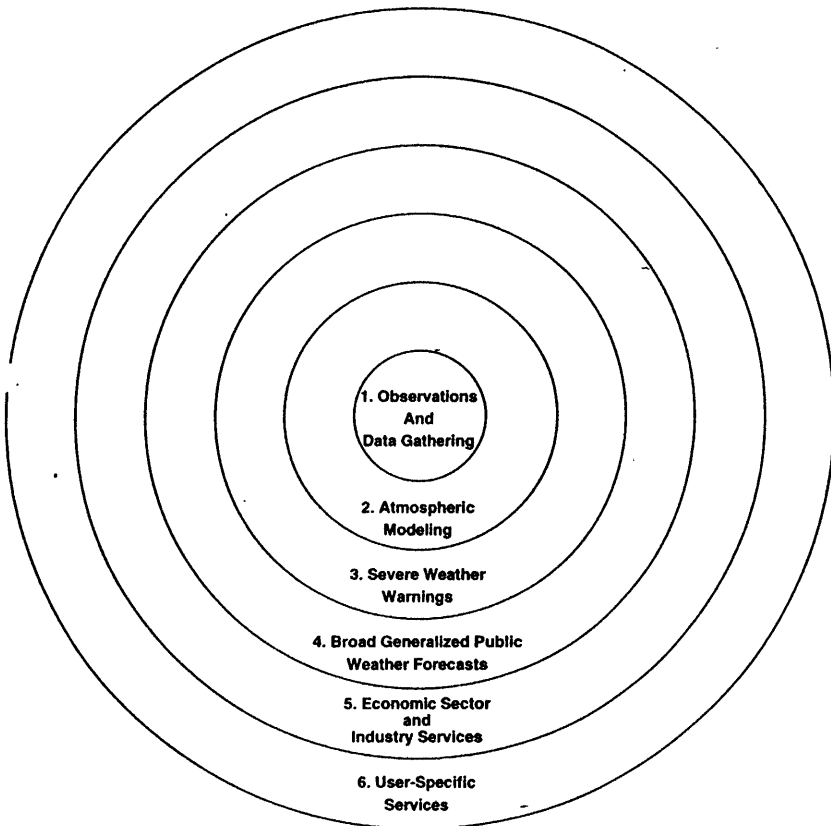 1. Observations
And
Data Gathering
2. Atmospheric
Modeling
3. Severe Weather
Warnings
4. Broad Generalized Public
Weather Forecasts
5. Economic Sector
and
Industry Services
6. User-Specific
Services